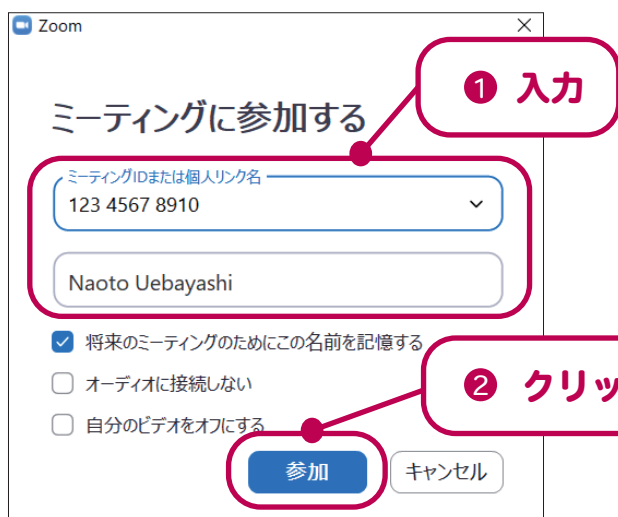 Zoom
❶ 入力
ミーティングに参加する
ミーティングIDまたは個人リンク名
123 4567 8910
Naoto Uebayashi
将来のミーティングのためにこの名前を記憶する
オーディオに接続しない
❷ クリッ
自分のビデオをオフにする
参加
キャンセル